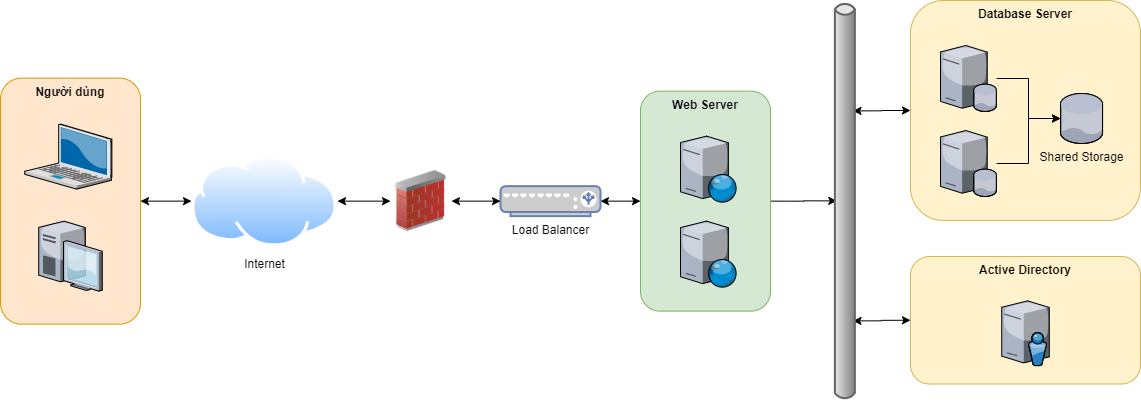 Người dùng
Internet
Load Balancer
Web Server
Database Server
Shared Storage
Active Directory